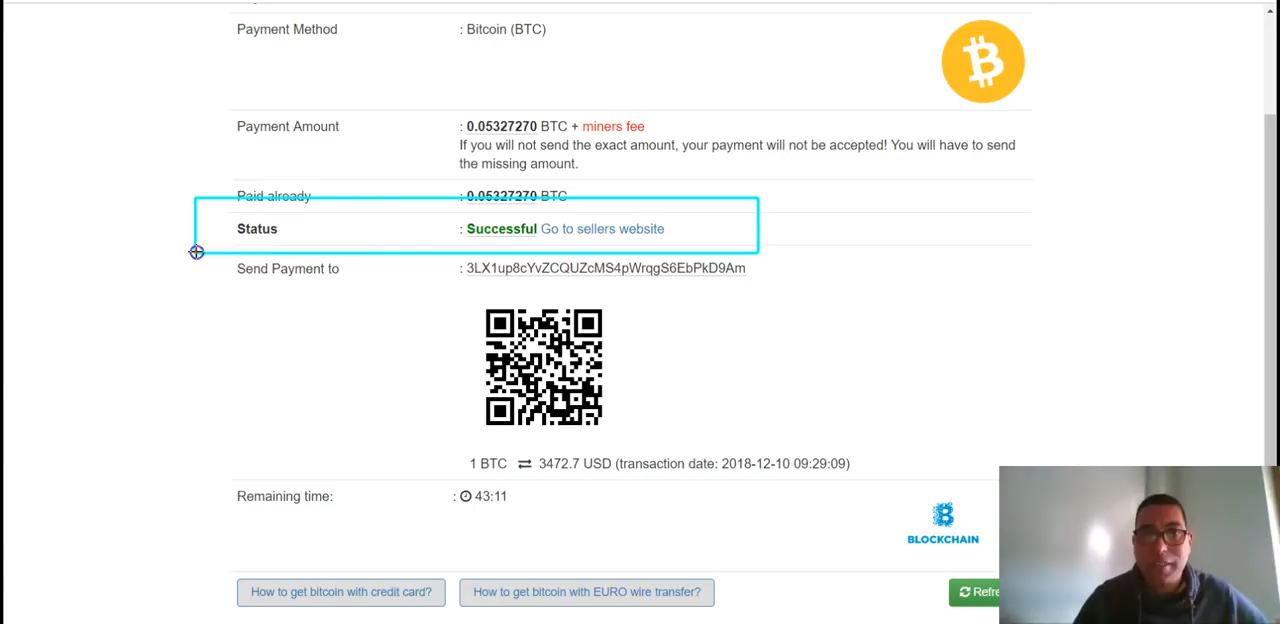 Payment Method : Bitcoin (BTC)
Payment Amount : 0.05327270 BTC + miners fee
If you will not send the exact amount, your payment will not be accepted! You will have to send
the missing amount.
Paid already : 0.05327270 BTC
Status : Successful Go to sellers website
Send Payment to : 3LX1up8cYvZCQUZcMS4pWrqgS6EbPkD9Am
1 BTC ⇄ 3472.7 USD (transaction date: 2018-12-10 09:29:09)
Remaining time: : 43:11
BLOCKCHAIN
How to get bitcoin with credit card? How to get bitcoin with EURO wire transfer? Refre